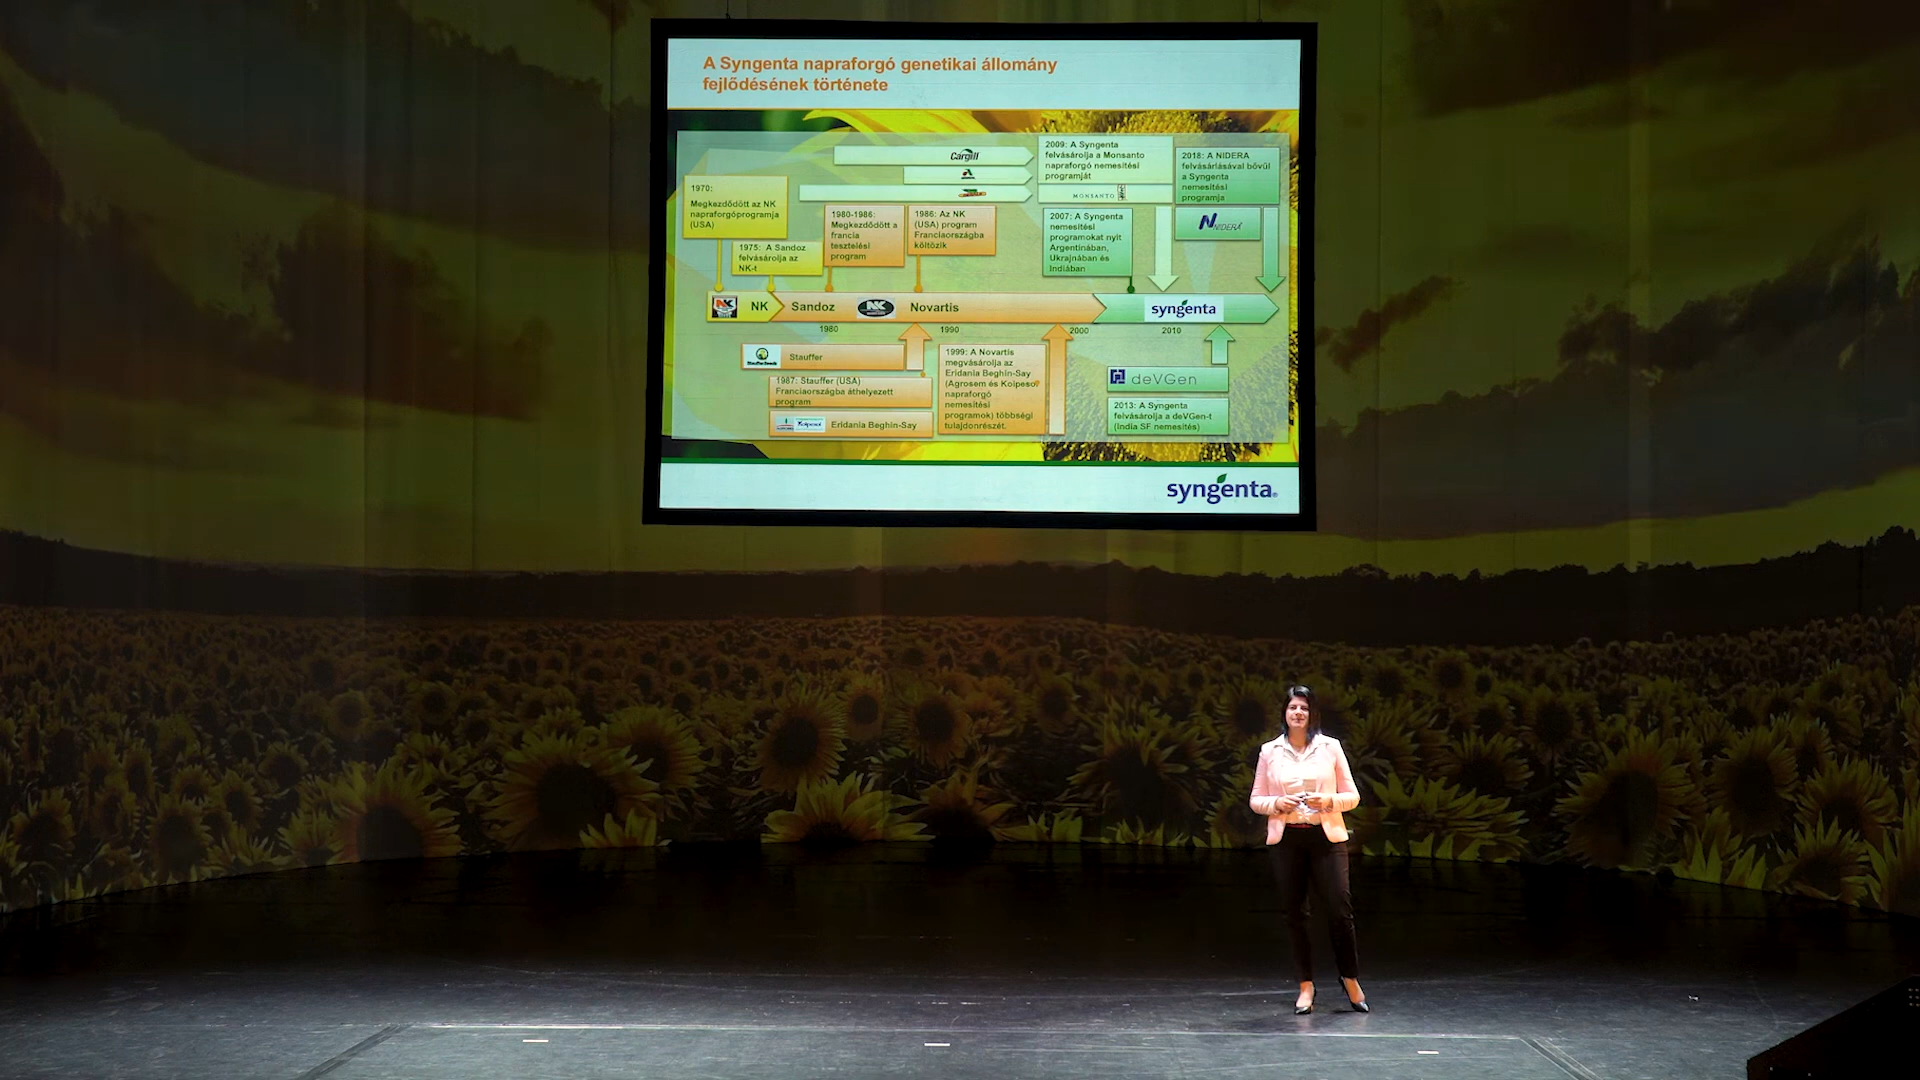 A Syngenta napraforgó genetikai állomány
fejlődésének története
Cargill
2009: A Syngenta
felvásárolja a Monsanto
napraforgó nemesítési
programját
MONSANTO
2018: A NIDERA
felvásárlásával bővül
a Syngenta
nemesítési
programja
NIDERA
1970:
Megkezdődött az NK
napraforgóprogramja
(USA)
1975: A Sandoz
felvásárolja az
NK-t
1980-1986:
Megkezdődött a
francia
tesztelési
program
1986: Az NK
(USA) program
Franciaországba
költözik
2007: A Syngenta
nemesítési
programokat nyit
Argentínában,
Ukrajnában és
Indiában
NK
NK
Sandoz
NK
Novartis
syngenta
1980
1990
2000
2010
Stauffer
1987: Stauffer (USA)
Franciaországba áthelyezett
program
Eridania Beghin-Say
1999: A Novartis
megvásárolja az
Eridania Beghin-Say
(Agrosem és Koipesol
napraforgó
nemesítési
programok) többségi
tulajdonrészét.
deVGen
2013: A Syngenta
felvásárolja a deVGen-t
(India SF nemesítés)
syngenta